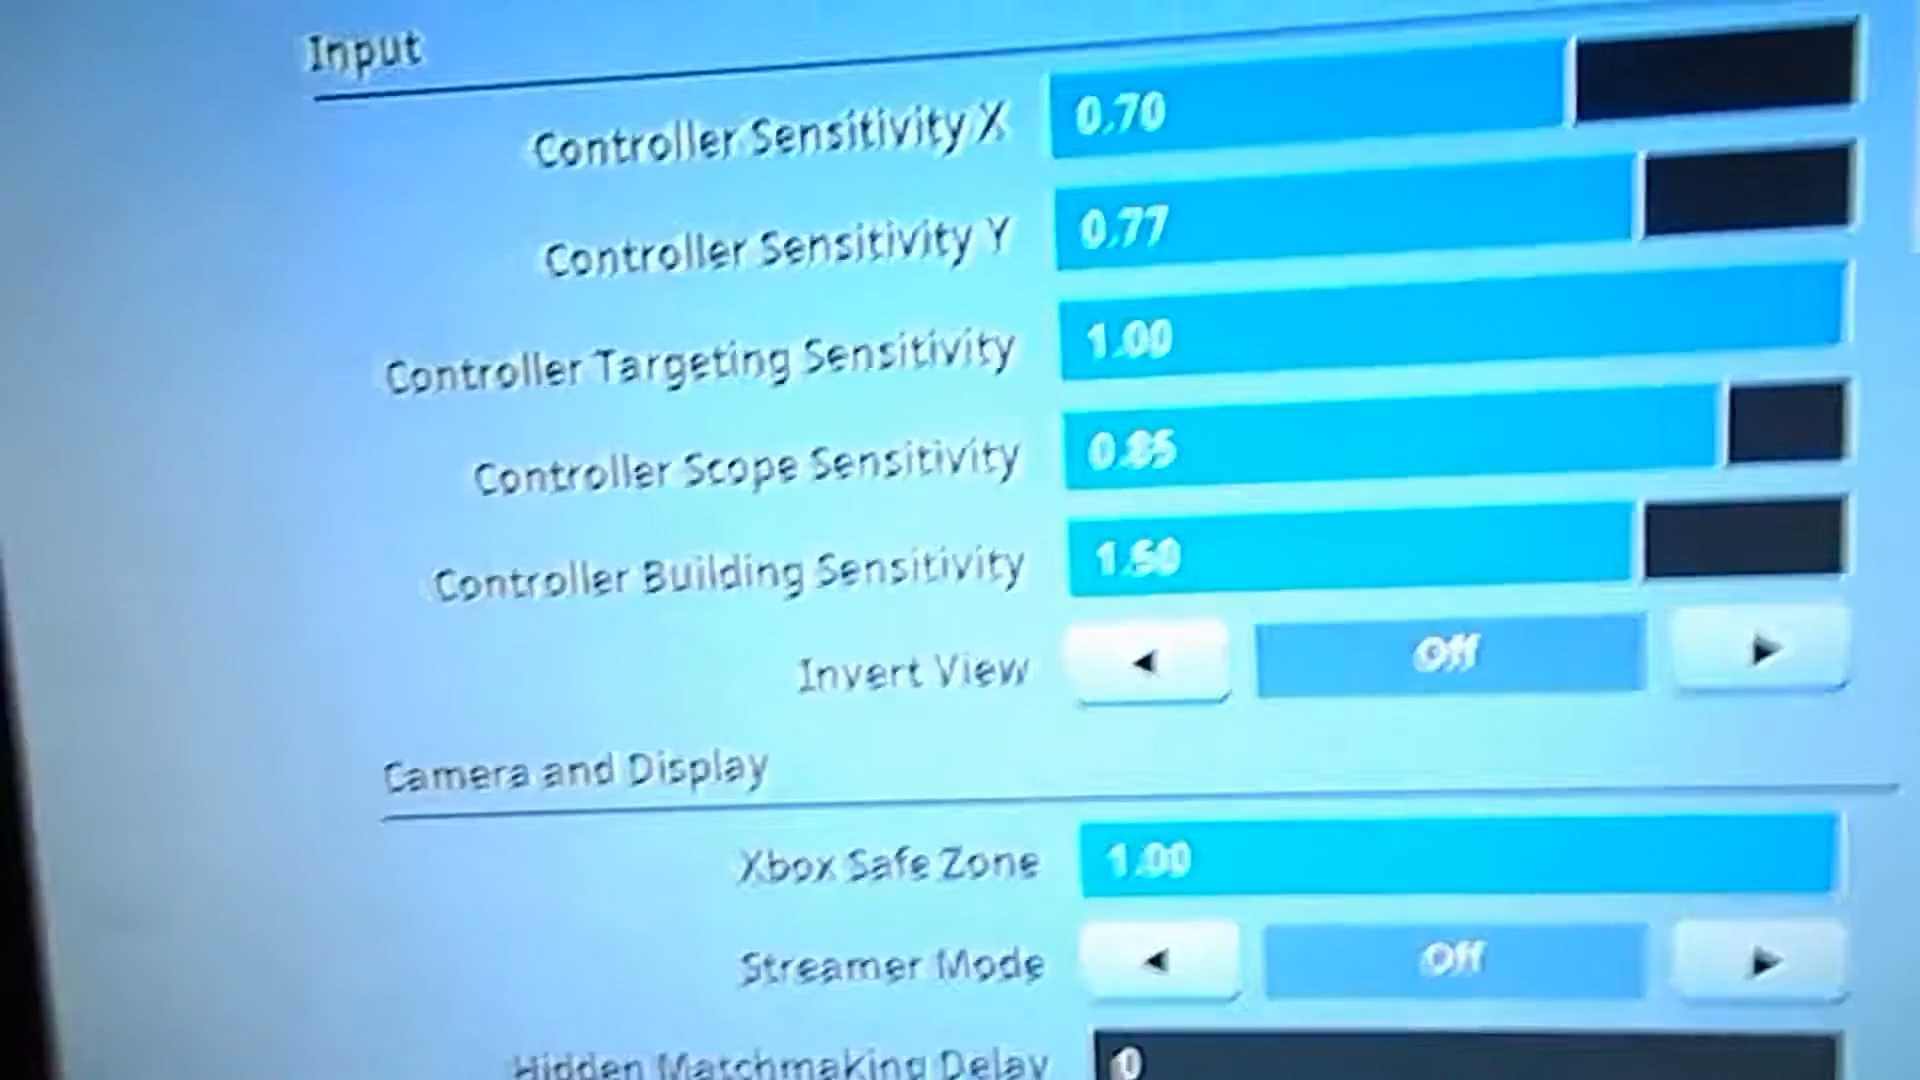 Input
Controller Sensitivity X 0.70
Controller Sensitivity Y 0.77
Controller Targeting Sensitivity 1.00
Controller Scope Sensitivity 0.85
Controller Building Sensitivity 1.50
Invert View Off
Camera and Display
Xbox Safe Zone 1.00
Streamer Mode Off
Hidden Matchmaking Delay 0